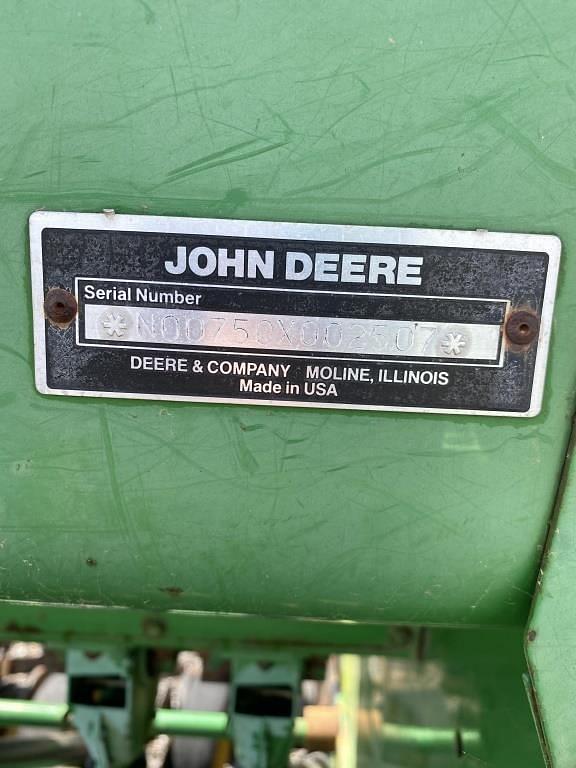 JOHN DEERE
Serial Number
*N00750X002507*
DEERE & COMPANY MOLINE, ILLINOIS
Made in USA